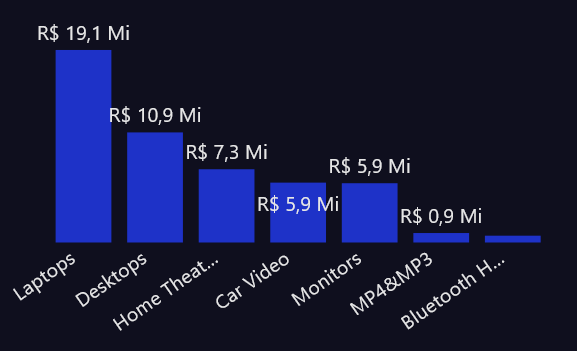 R$ 19,1 Mi
R$ 10,9 Mi
R$ 7,3 Mi
R$ 5,9 Mi
R$ 5,9 Mi
R$ 0,9 Mi
Laptops
Desktops
Home Theat...
Car Video
Monitors
MP4&MP3
Bluetooth H...